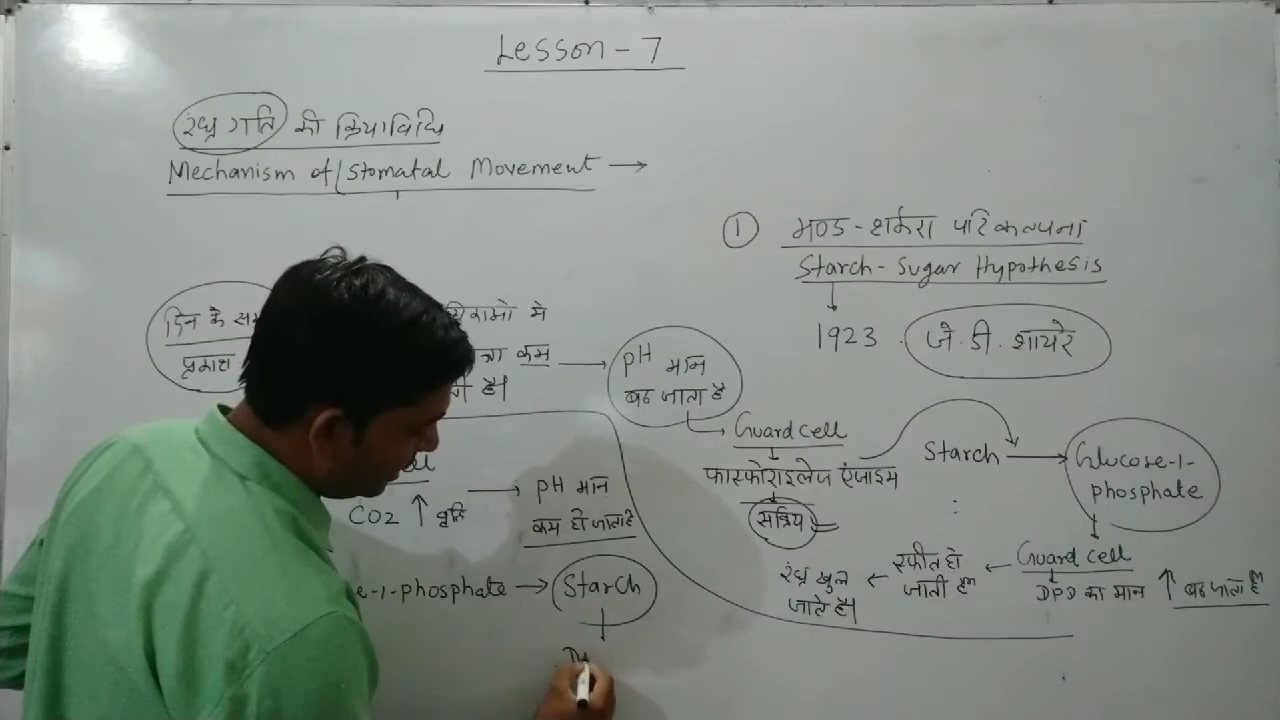 Lesson - 7
रंध्र गति की क्रियाविधि
Mechanism of Stomatal Movement →
① मण्ड - शर्करा परिकल्पना
Starch - Sugar Hypothesis
1923 . जे. डी. शायरे
दिन के
प्रकाश
मे
कम →
है।
pH मान
बढ जाता है
Guard cell
फास्फोराइलेज एंजाइम
सक्रिय
Starch → Glucose-1-
phosphate
Guard cell
DPD का मान ↑ बढ जाता है
← स्फीत हो
जाती है
← रंध्र खुल
जाते है।
CO2 ↑ वृद्धि → pH मान
कम हो जाता है
e-1-phosphate → Starch